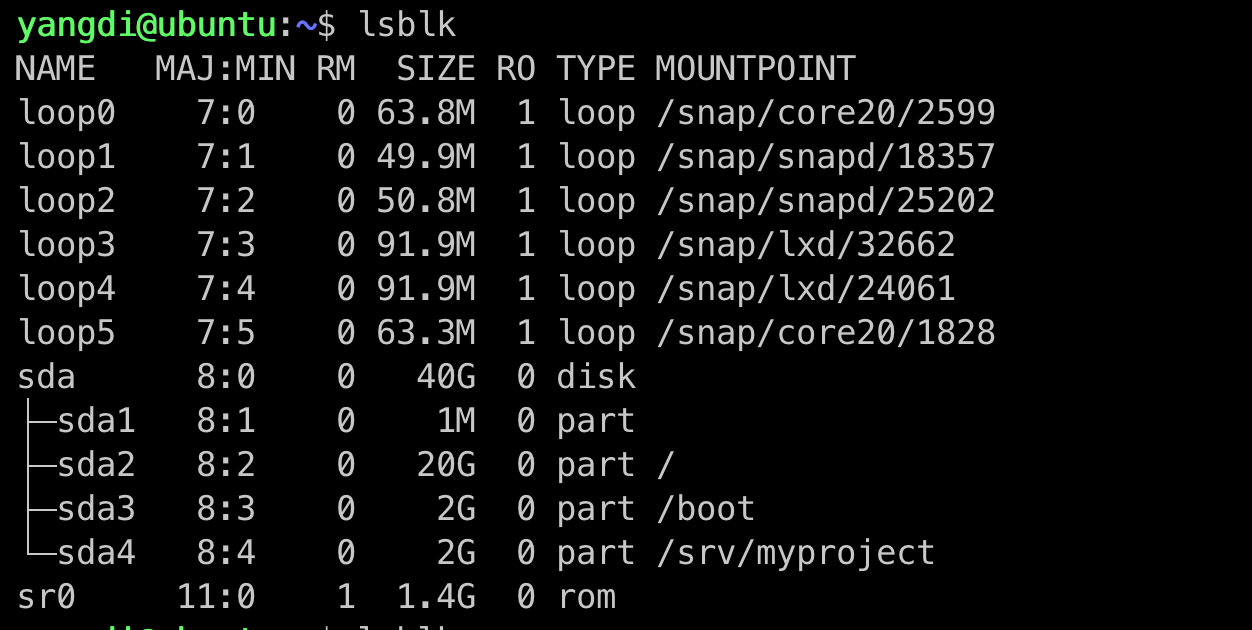 yangdi@ubuntu:~$ lsblk
NAME   MAJ:MIN RM  SIZE RO TYPE MOUNTPOINT
loop0    7:0    0 63.8M  1 loop /snap/core20/2599
loop1    7:1    0 49.9M  1 loop /snap/snapd/18357
loop2    7:2    0 50.8M  1 loop /snap/snapd/25202
loop3    7:3    0 91.9M  1 loop /snap/lxd/32662
loop4    7:4    0 91.9M  1 loop /snap/lxd/24061
loop5    7:5    0 63.3M  1 loop /snap/core20/1828
sda      8:0    0   40G  0 disk
├─sda1   8:1    0    1M  0 part
├─sda2   8:2    0   20G  0 part /
├─sda3   8:3    0    2G  0 part /boot
└─sda4   8:4    0    2G  0 part /srv/myproject
sr0     11:0    1  1.4G  0 rom